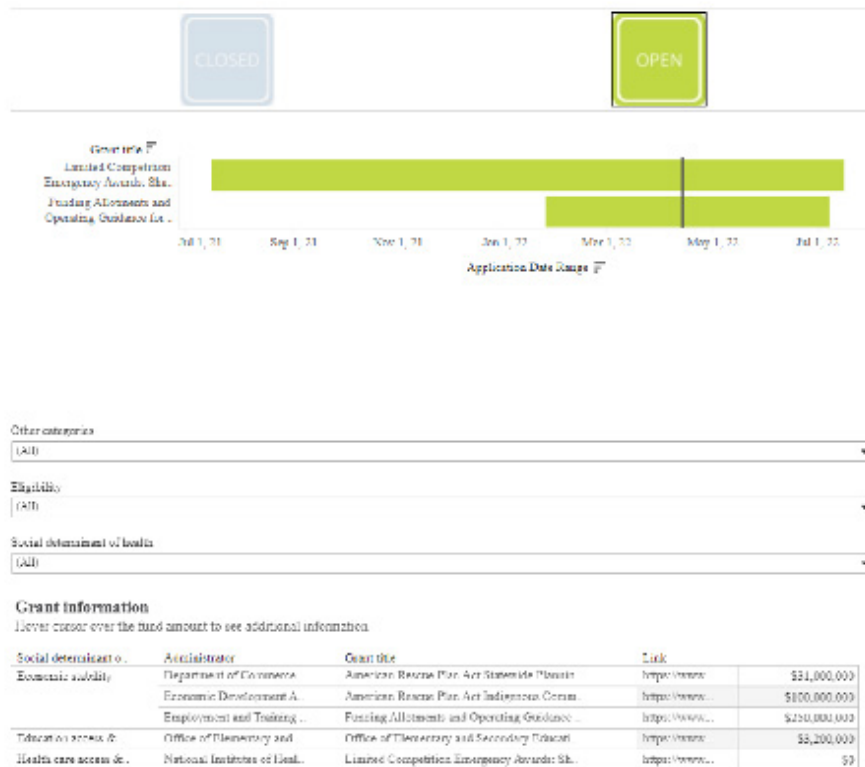 CLOSED
OPEN
Grant title
Limited Competition
Emergency Awards: Sho..
Funding Allotments and
Operating Guidance for ..
Jul 1, 21
Sep 1, 21
Nov 1, 21
Jan 1, 22
Mar 1, 22
May 1, 22
Jul 1, 22
Application Date Range
Other categories
(All)
Eligibility
(All)
Social determinant of health
(All)
Grant information
Hover cursor over the fund amount to see additional information
Social determinant o.. Administrator Grant title Link
Economic stability Department of Commerce American Rescue Plan Act Statewide Plannin.. https://www... $31,000,000
Economic Development A.. American Rescue Plan Act Indigenous Comm.. https://www... $100,000,000
Employment and Training .. Funding Allotments and Operating Guidance .. https://www... $250,000,000
Education access &.. Office of Elementary and Office of Elementary and Secondary Educati.. https://www...
Health care access &.. National Institutes of Heal.. Limited Competition Emergency Awards: Sh.. https://www... $0